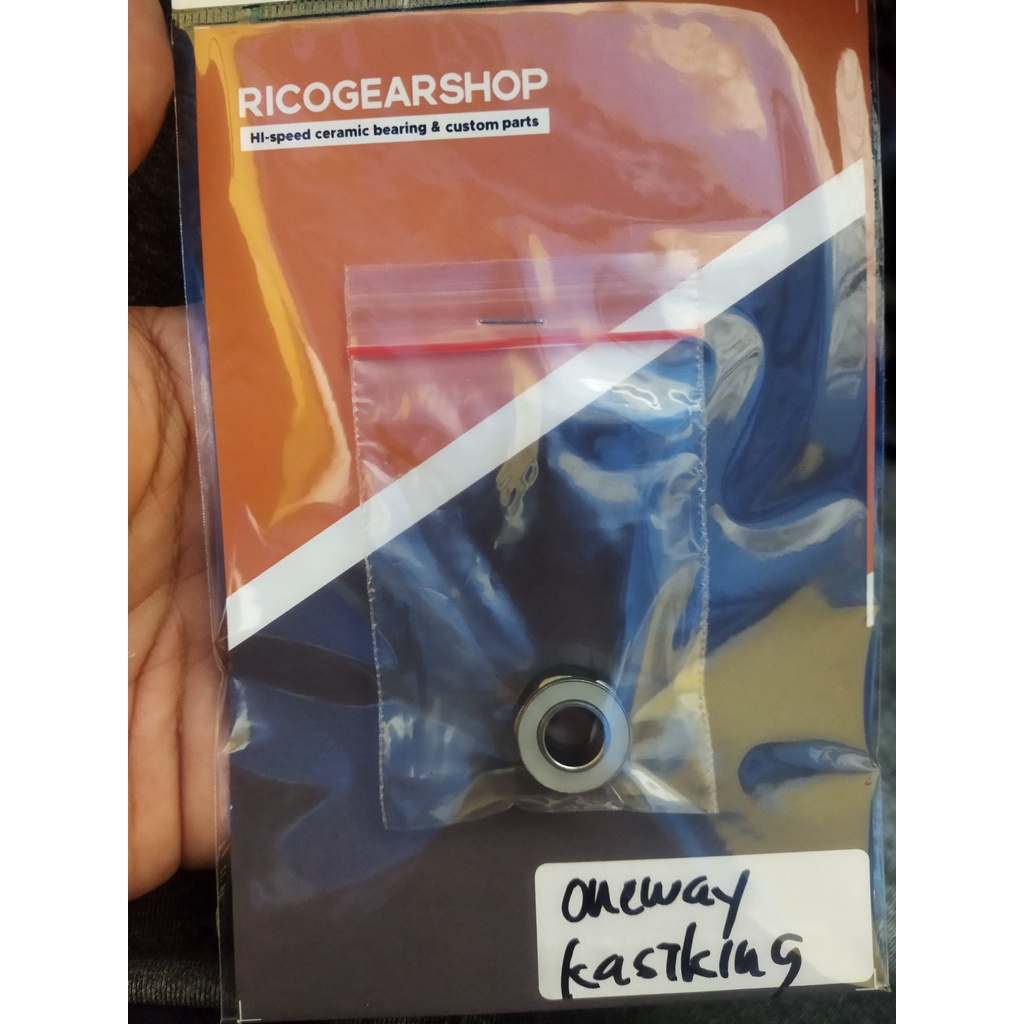 RICOGEARSHOP
HI-speed ceramic bearing & custom parts
oneway
kastking